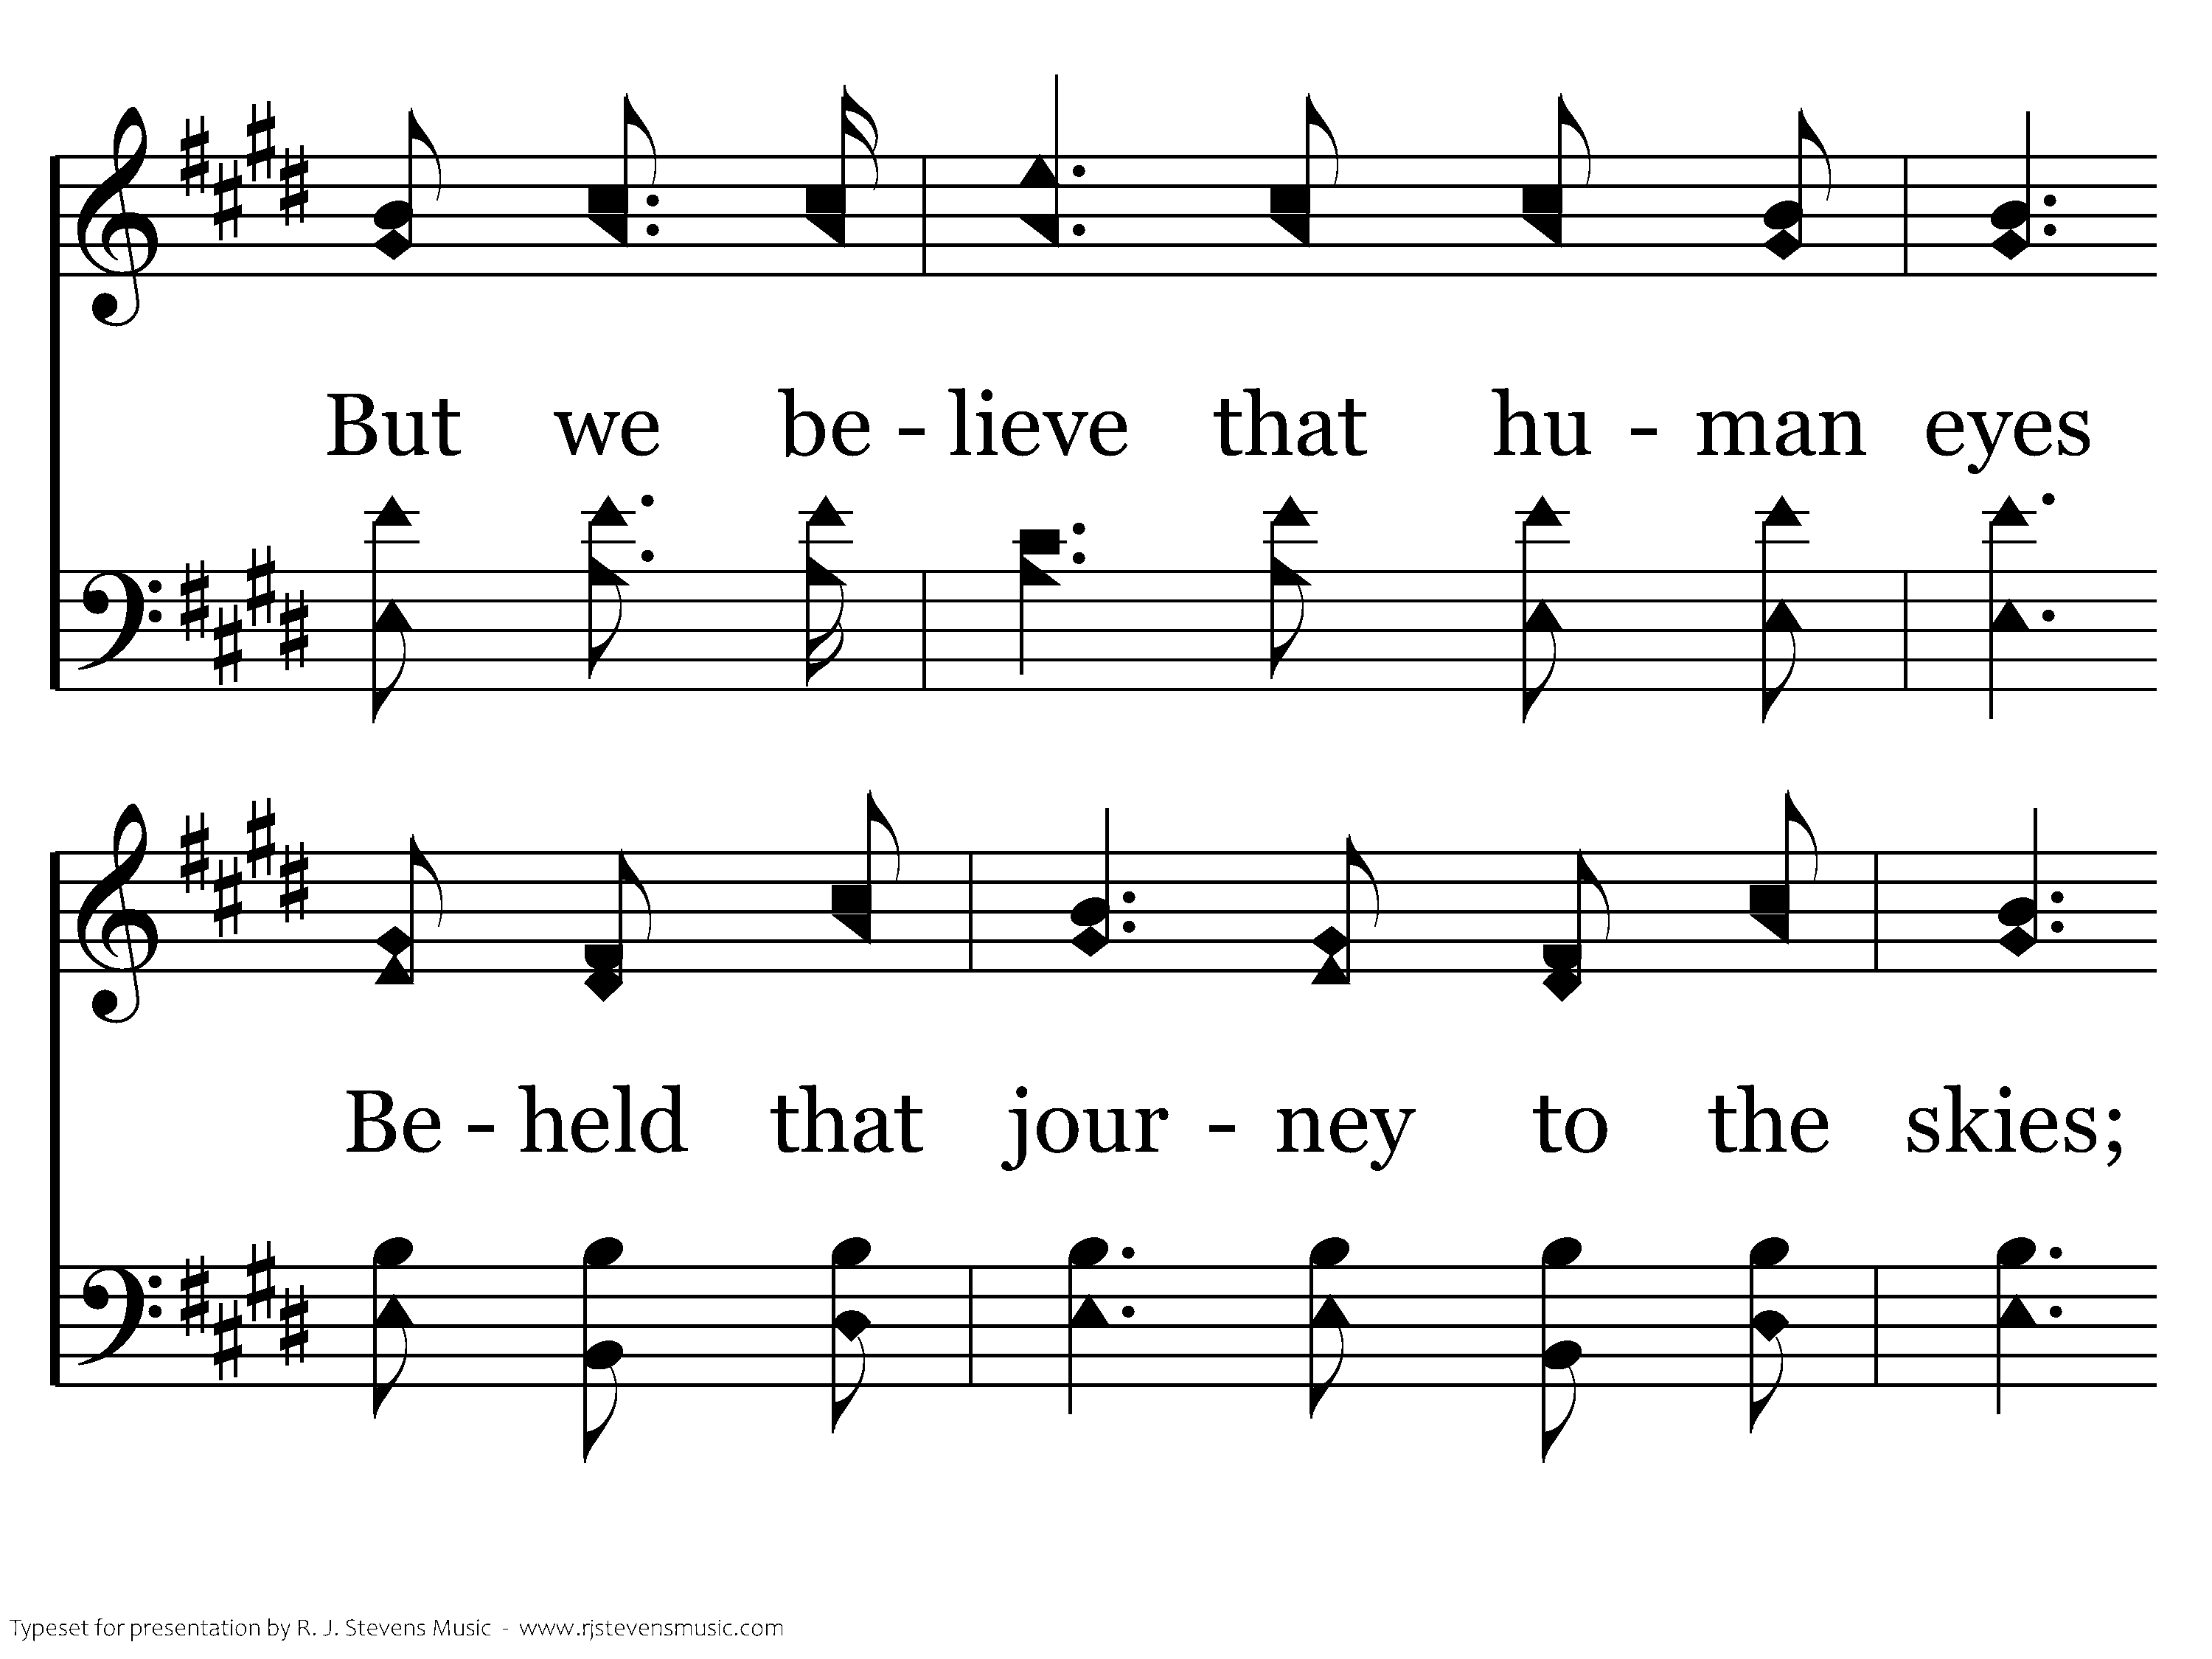 But we be - lieve that hu - man eyes
Be - held that jour - ney to the skies;
Typeset for presentation by R. J. Stevens Music - www.rjstevensmusic.com